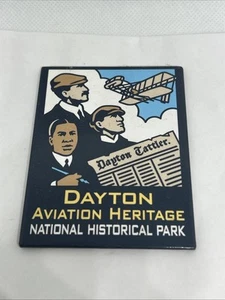 Dayton Tattler.
DAYTON
AVIATION HERITAGE
NATIONAL HISTORICAL PARK